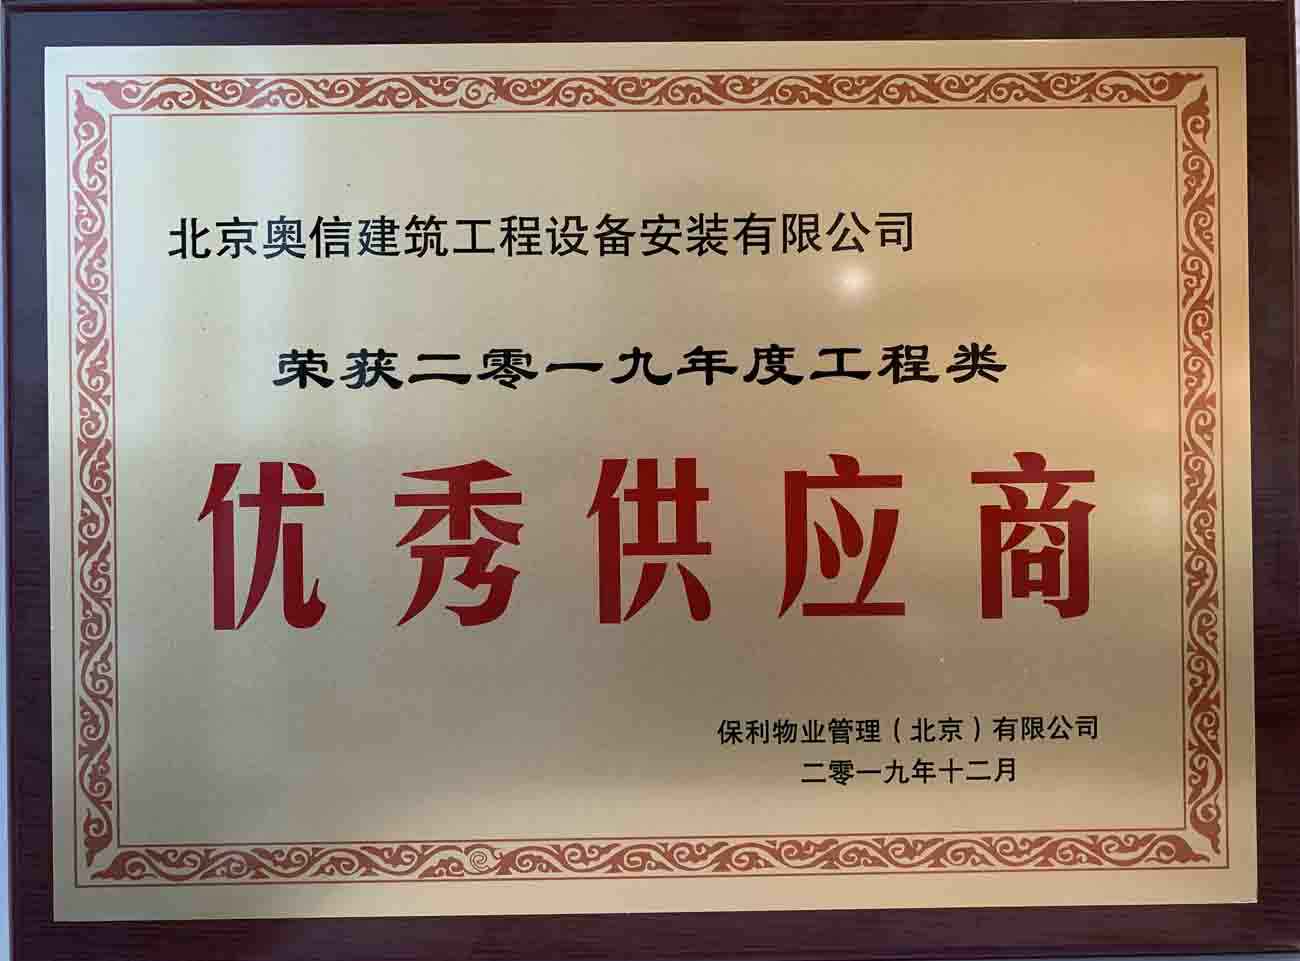 北京奥信建筑工程设备安装有限公司
荣获二零一九年度工程类
优秀供应商
保利物业管理（北京）有限公司
二零一九年十二月